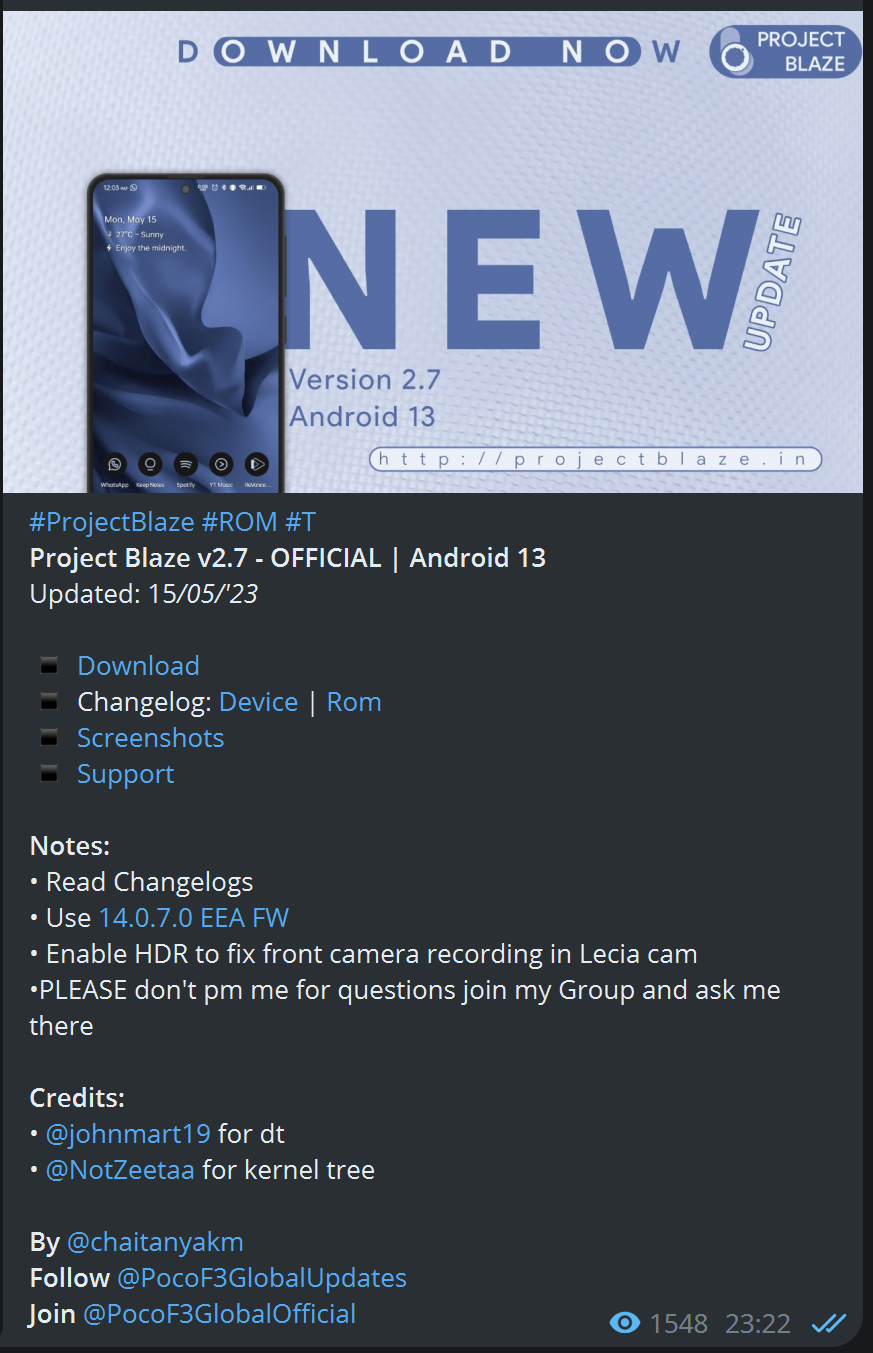 DOWNLOAD NOW
PROJECT
BLAZE
12:03 AM
Mon, May 15
27°C - Sunny
Enjoy the midnight.
NEW
UPDATE
Version 2.7
Android 13
WhatsApp Keep Notes Spotify YT Music ReVance...
http://projectblaze.in
#ProjectBlaze #ROM #T
Project Blaze v2.7 - OFFICIAL | Android 13
Updated: 15/05/'23
Download
Changelog: Device | Rom
Screenshots
Support
Notes:
• Read Changelogs
• Use 14.0.7.0 EEA FW
• Enable HDR to fix front camera recording in Lecia cam
•PLEASE don't pm me for questions join my Group and ask me
there
Credits:
• @johnmart19 for dt
• @NotZeetaa for kernel tree
By @chaitanyakm
Follow @PocoF3GlobalUpdates
Join @PocoF3GlobalOfficial
1548 23:22